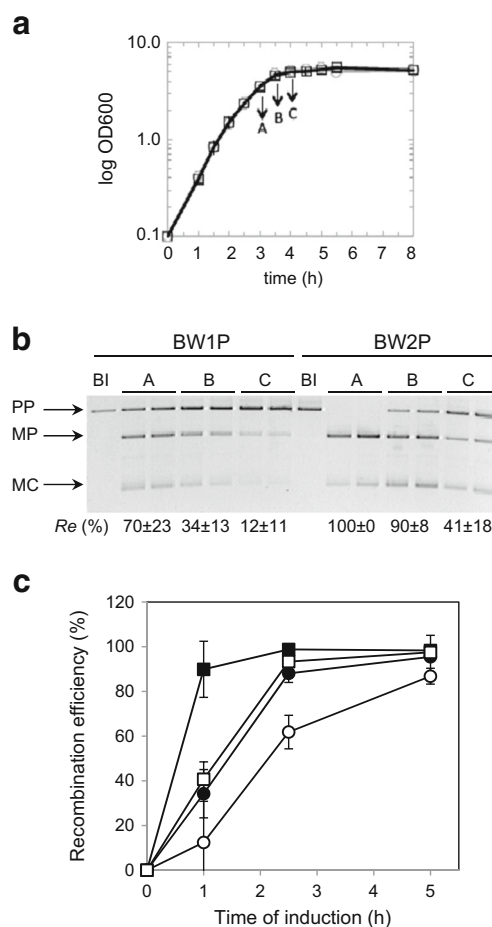 a
10.0
1.0
0.1
log OD600
A
B
C
0 1 2 3 4 5 6 7 8
time (h)
b
BW1P BW2P
BI A B C BI A B C
PP
MP
MC
Re (%) 70±23 34±13 12±11 100±0 90±8 41±18
c
120
100
80
60
40
20
0
Recombination efficiency (%)
0 1 2 3 4 5
Time of induction (h)